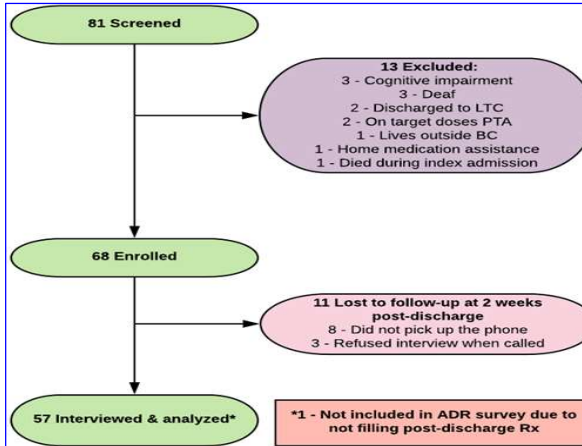 81 Screened
13 Excluded:
3 - Cognitive impairment
3 - Deaf
2 - Discharged to LTC
2 - On target doses PTA
1 - Lives outside BC
1 - Home medication assistance
1 - Died during index admission
68 Enrolled
11 Lost to follow-up at 2 weeks
post-discharge
8 - Did not pick up the phone
3 - Refused interview when called
57 Interviewed & analyzed*
*1 - Not included in ADR survey due to
not filling post-discharge Rx